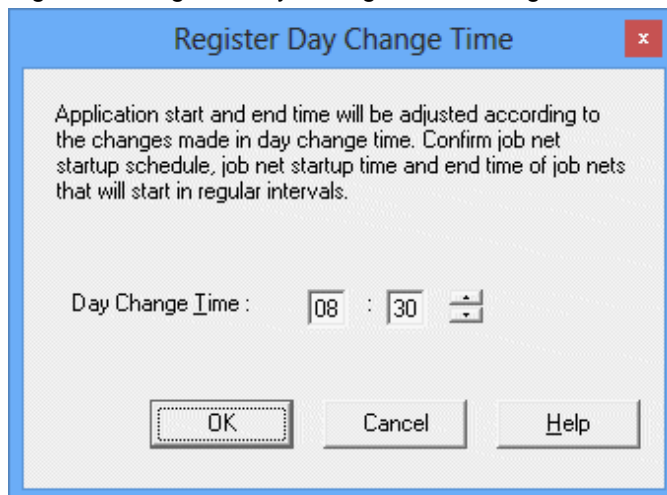 Register Day Change Time
x
Application start and end time will be adjusted according to
the changes made in day change time. Confirm job net
startup schedule, job net startup time and end time of job nets
that will start in regular intervals.
Day Change Time : 08 : 30
OK Cancel Help